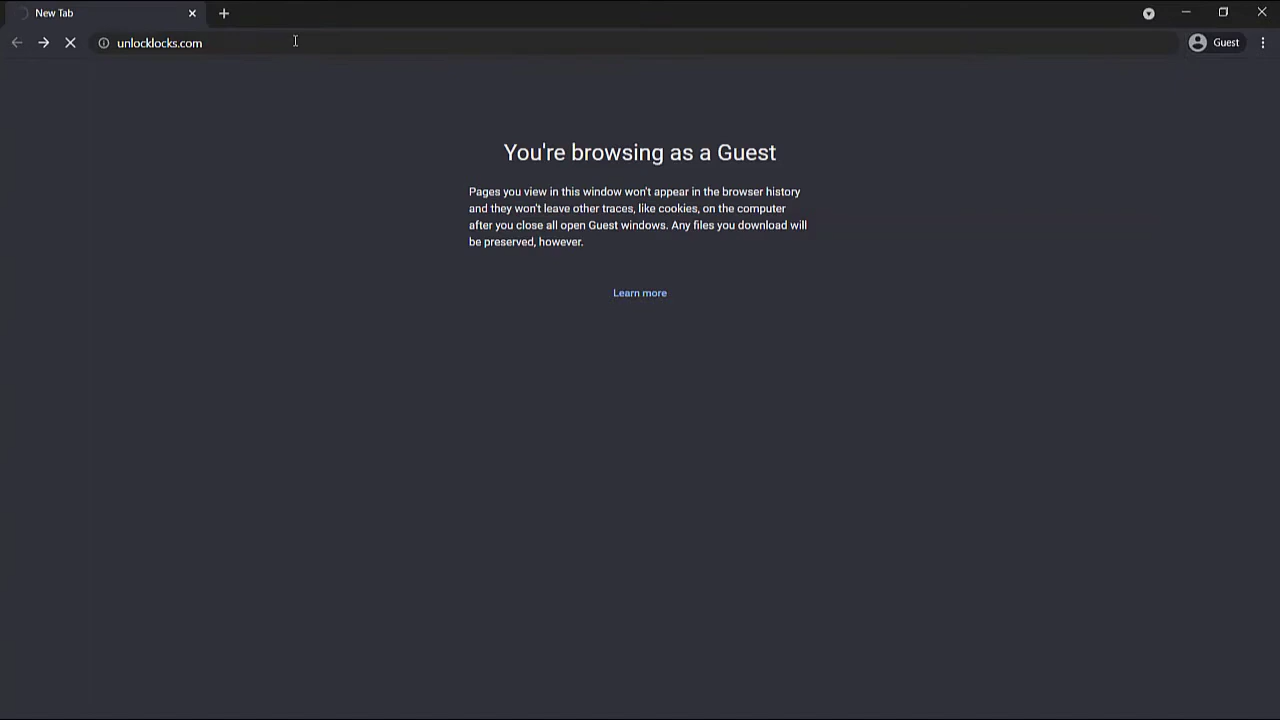 New Tab
unlocklocks.com
Guest
You're browsing as a Guest
Pages you view in this window won't appear in the browser history
and they won't leave other traces, like cookies, on the computer
after you close all open Guest windows. Any files you download will
be preserved, however.
Learn more